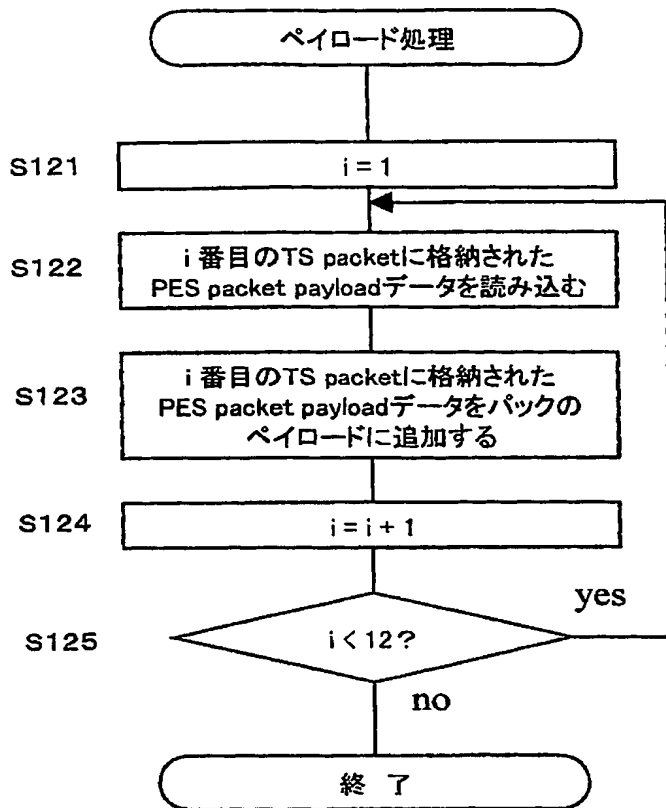 ペイロード処理
S121
i = 1
S122
i 番目のTS packetに格納された
PES packet payloadデータを読み込む
S123
i 番目のTS packetに格納された
PES packet payloadデータをパックの
ペイロードに追加する
S124
i = i + 1
S125
i < 12?
yes
no
終 了